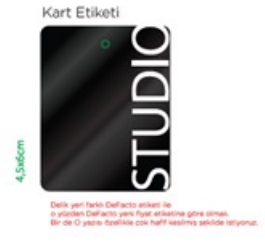 Kart Etiketi
STUDIO
4,5x6cm
Delik yeri farklı DeFacto etiketi ile
o yüzden DeFacto yeni fiyat etiketine göre olmalı.
Bir de O yazısı özellikle çok hafif kesilmiş şekilde istiyoruz.